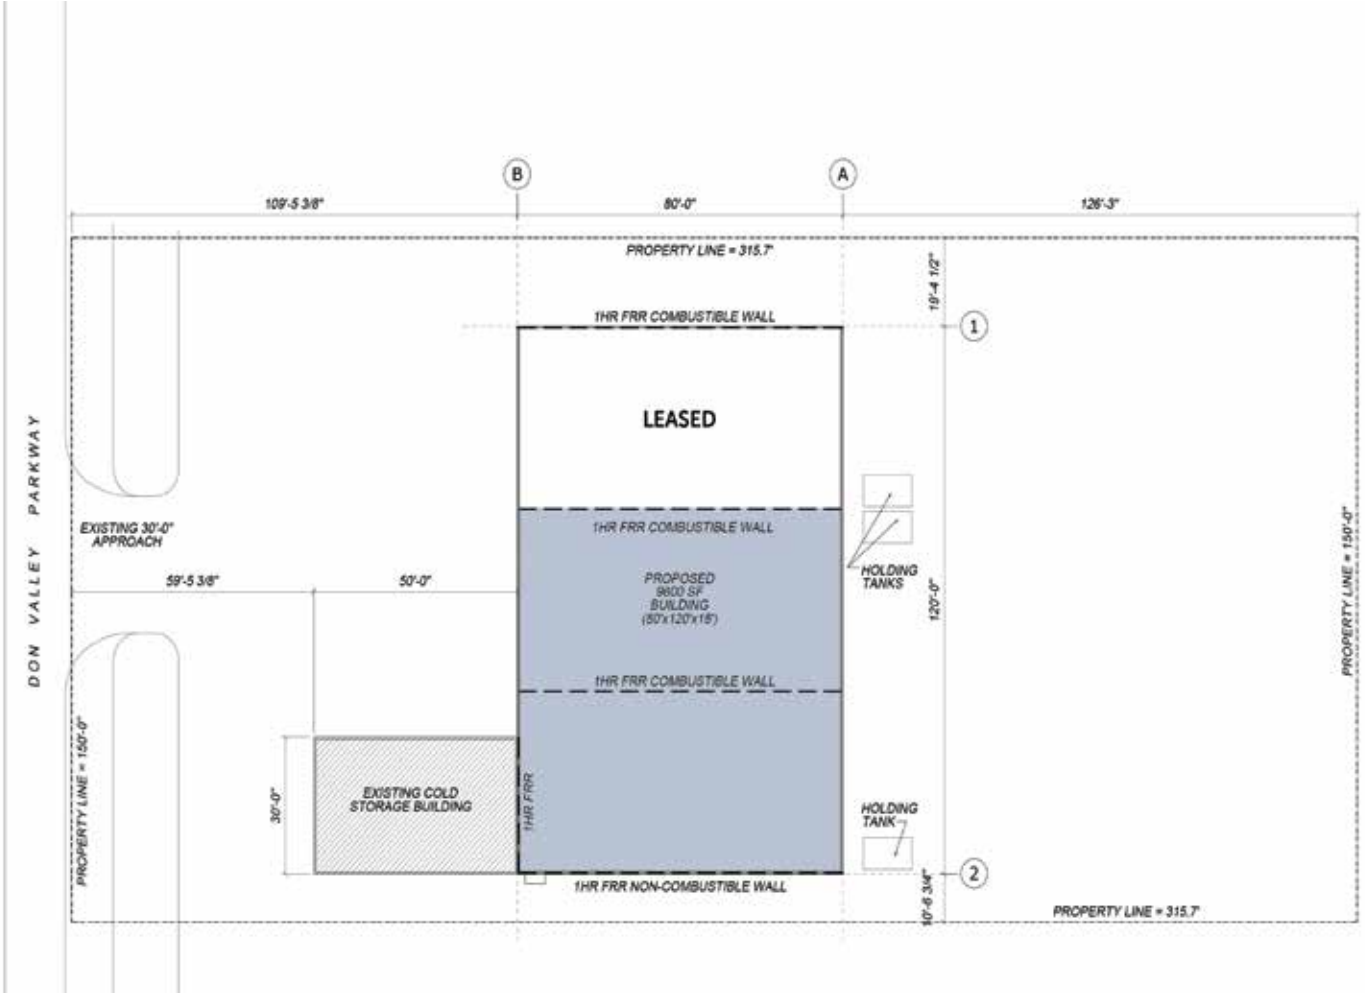 B
A
109'-5 3/8"
80'-0"
126'-3"
PROPERTY LINE = 315.7'
19'-4 1/2"
1HR FRR COMBUSTIBLE WALL
1
LEASED
DON VALLEY PARKWAY
EXISTING 30'-0"
APPROACH
1HR FRR COMBUSTIBLE WALL
PROPERTY LINE = 150'-0"
59'-5 3/8"
50'-0"
PROPOSED
9600 SF
BUILDING
(80'x120'x16')
HOLDING
TANKS
120'-0"
1HR FRR COMBUSTIBLE WALL
PROPERTY LINE = 150'-0"
30'-0"
EXISTING COLD
STORAGE BUILDING
1HR FRR
HOLDING
TANK
2
1HR FRR NON-COMBUSTIBLE WALL
10'-6 3/4"
PROPERTY LINE = 315.7'